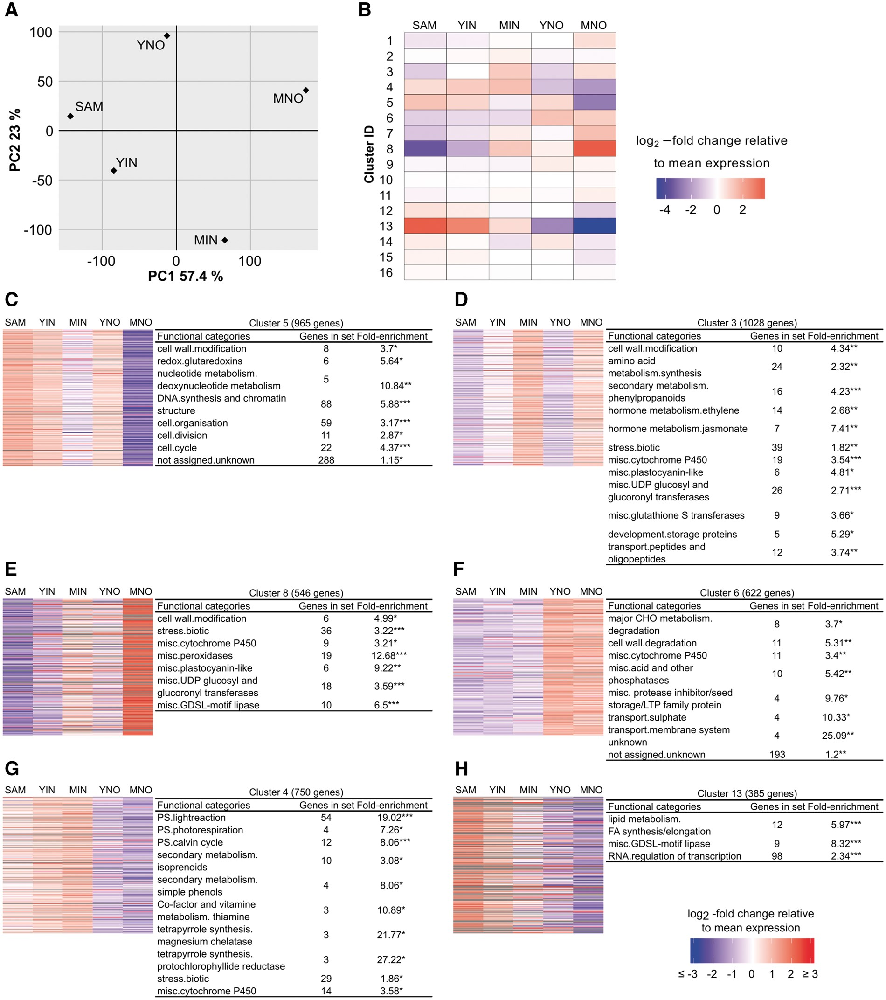 A
100
50
0
-50
-100
PC2 23 %
YNO
MNO
SAM
YIN
MIN
-100 0 100
PC1 57.4 %
B
SAM YIN MIN YNO MNO
Cluster ID
1
2
3
4
5
6
7
8
9
10
11
12
13
14
15
16
log2 −fold change relative
to mean expression
-4 -2 0 2
C
SAM YIN MIN YNO MNO
Cluster 5 (965 genes)
Functional categories Genes in set Fold-enrichment
cell wall.modification 8 3.7*
redox.glutaredoxins 6 5.64*
nucleotide metabolism.
deoxynucleotide metabolism 5 10.84**
DNA.synthesis and chromatin
structure 88 5.88***
cell.organisation 59 3.17***
cell.division 11 2.87*
cell.cycle 22 4.37***
not assigned.unknown 288 1.15*
D
SAM YIN MIN YNO MNO
Cluster 3 (1028 genes)
Functional categories Genes in set Fold-enrichment
cell wall.modification 10 4.34**
amino acid
metabolism.synthesis 24 2.32**
secondary metabolism.
phenylpropanoids 16 4.23***
hormone metabolism.ethylene 14 2.68**
hormone metabolism.jasmonate 7 7.41**
stress.biotic 39 1.82**
misc.cytochrome P450 19 3.54***
misc.plastocyanin-like 6 4.81*
misc.UDP glucosyl and
glucoronyl transferases 26 2.71***
misc.glutathione S transferases 9 3.66*
development.storage proteins 5 5.29*
transport.peptides and
oligopeptides 12 3.74**
E
SAM YIN MIN YNO MNO
Cluster 8 (546 genes)
Functional categories Genes in set Fold-enrichment
cell wall.modification 6 4.99*
stress.biotic 36 3.22***
misc.cytochrome P450 9 3.21*
misc.peroxidases 19 12.68***
misc.plastocyanin-like 6 9.22**
misc.UDP glucosyl and
glucoronyl transferases 18 3.59***
misc.GDSL-motif lipase 10 6.5***
F
SAM YIN MIN YNO MNO
Cluster 6 (622 genes)
Functional categories Genes in set Fold-enrichment
major CHO metabolism.
degradation 8 3.7*
cell wall.degradation 11 5.31**
misc.cytochrome P450 11 3.4**
misc.acid and other
phosphatases 10 5.42**
misc. protease inhibitor/seed
storage/LTP family protein 4 9.76*
transport.sulphate 4 10.33*
transport.membrane system
unknown 4 25.09**
not assigned.unknown 193 1.2**
G
SAM YIN MIN YNO MNO
Cluster 4 (750 genes)
Functional categories Genes in set Fold-enrichment
PS.lightreaction 54 19.02***
PS.photorespiration 4 7.26*
PS.calvin cycle 12 8.06***
secondary metabolism.
isoprenoids 10 3.08*
secondary metabolism.
simple phenols 4 8.06*
Co-factor and vitamine
metabolism. thiamine 3 10.89*
tetrapyrrole synthesis.
magnesium chelatase 3 21.77*
tetrapyrrole synthesis.
protochlorophyllide reductase 3 27.22*
stress.biotic 29 1.86*
misc.cytochrome P450 14 3.58*
H
SAM YIN MIN YNO MNO
Cluster 13 (385 genes)
Functional categories Genes in set Fold-enrichment
lipid metabolism.
FA synthesis/elongation 12 5.97***
misc.GDSL-motif lipase 9 8.32***
RNA.regulation of transcription 98 2.34***
log2 -fold change relative
to mean expression
≤ -3 -2 -1 0 1 2 ≥ 3